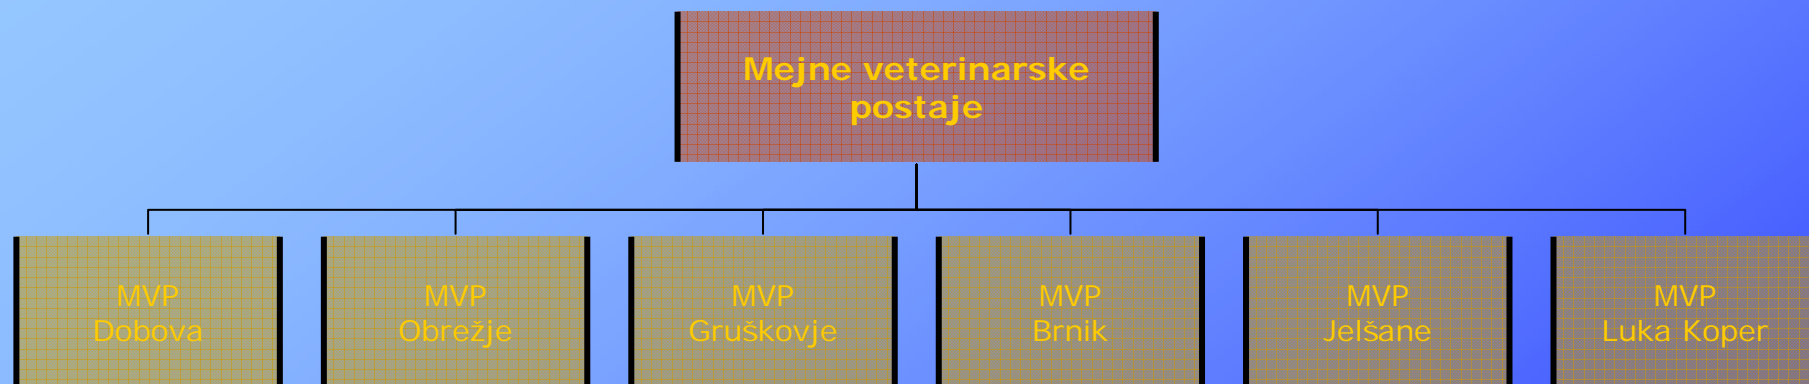 Mejne veterinarske
postaje
MVP
Dobova
MVP
Obrežje
MVP
Gruškovje
MVP
Brnik
MVP
Jelšane
MVP
Luka Koper